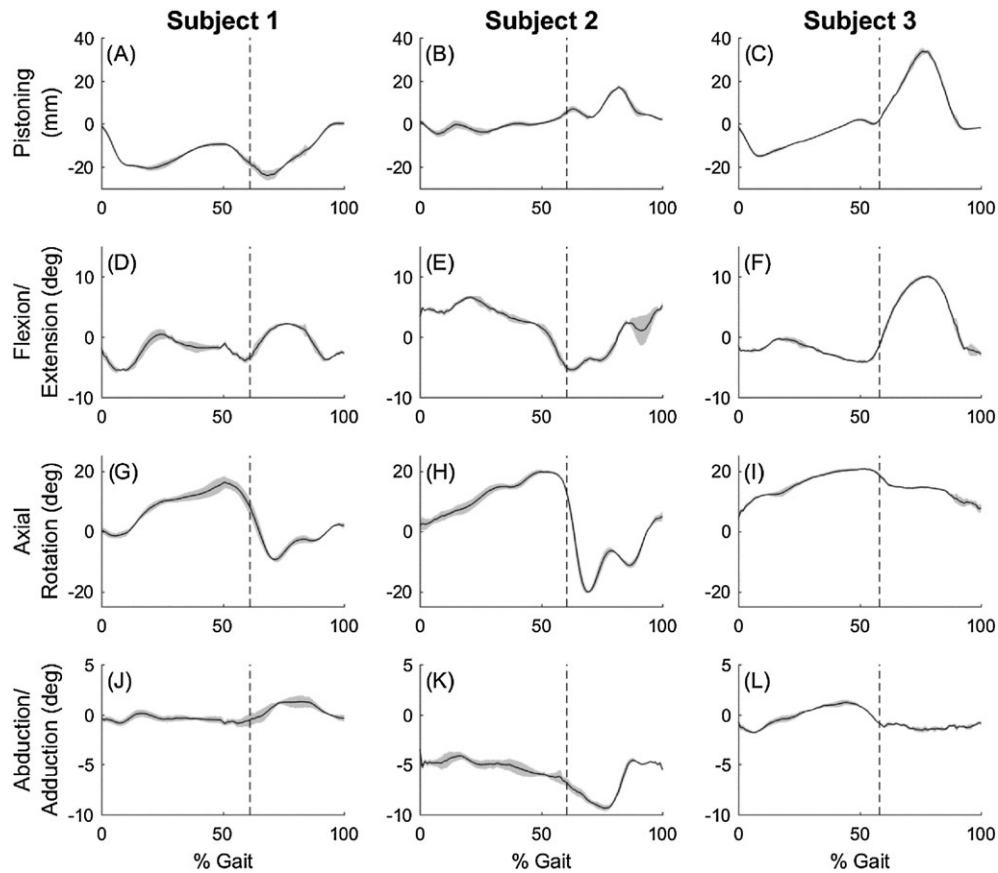 Subject 1 Subject 2 Subject 3
(A) (B) (C)
Pistoning
(mm)
40 40 40
20 20 20
0 0 0
-20 -20 -20
0 50 100 0 50 100 0 50 100
(D) (E) (F)
Flexion/
Extension (deg)
10 10 10
0 0 0
-10 -10 -10
0 50 100 0 50 100 0 50 100
(G) (H) (I)
Axial
Rotation (deg)
20 20 20
0 0 0
-20 -20 -20
0 50 100 0 50 100 0 50 100
(J) (K) (L)
Abduction/
Adduction (deg)
5 5 5
0 0 0
-5 -5 -5
-10 -10 -10
0 50 100 0 50 100 0 50 100
% Gait % Gait % Gait